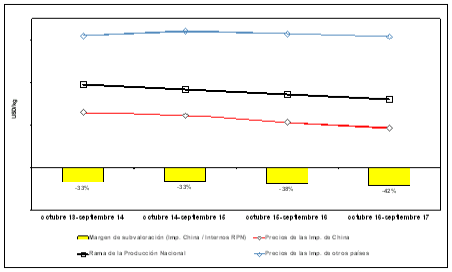 USD/kg
-33%
-33%
-38%
-42%
octubre 13-septiembre 14
octubre 14-septiembre 15
octubre 15-septiembre 16
octubre 16-septiembre 17
Margen de subvaloración (Imp. China / Internos RPN)
Precios de las Imp. de China
Rama de la Producción Nacional
Precios de las Imp. de otros países